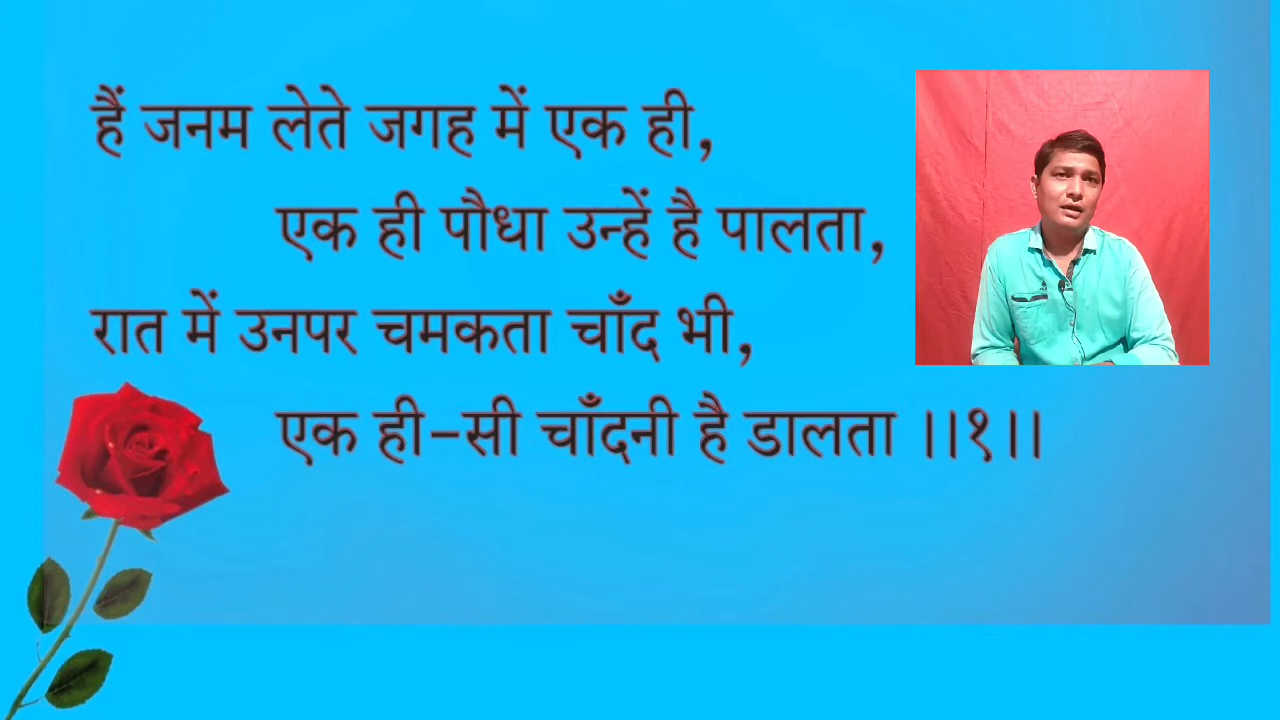 हैं जनम लेते जगह में एक ही,
एक ही पौधा उन्हें है पालता,
रात में उनपर चमकता चाँद भी,
एक ही-सी चाँदनी है डालता ।।१।।